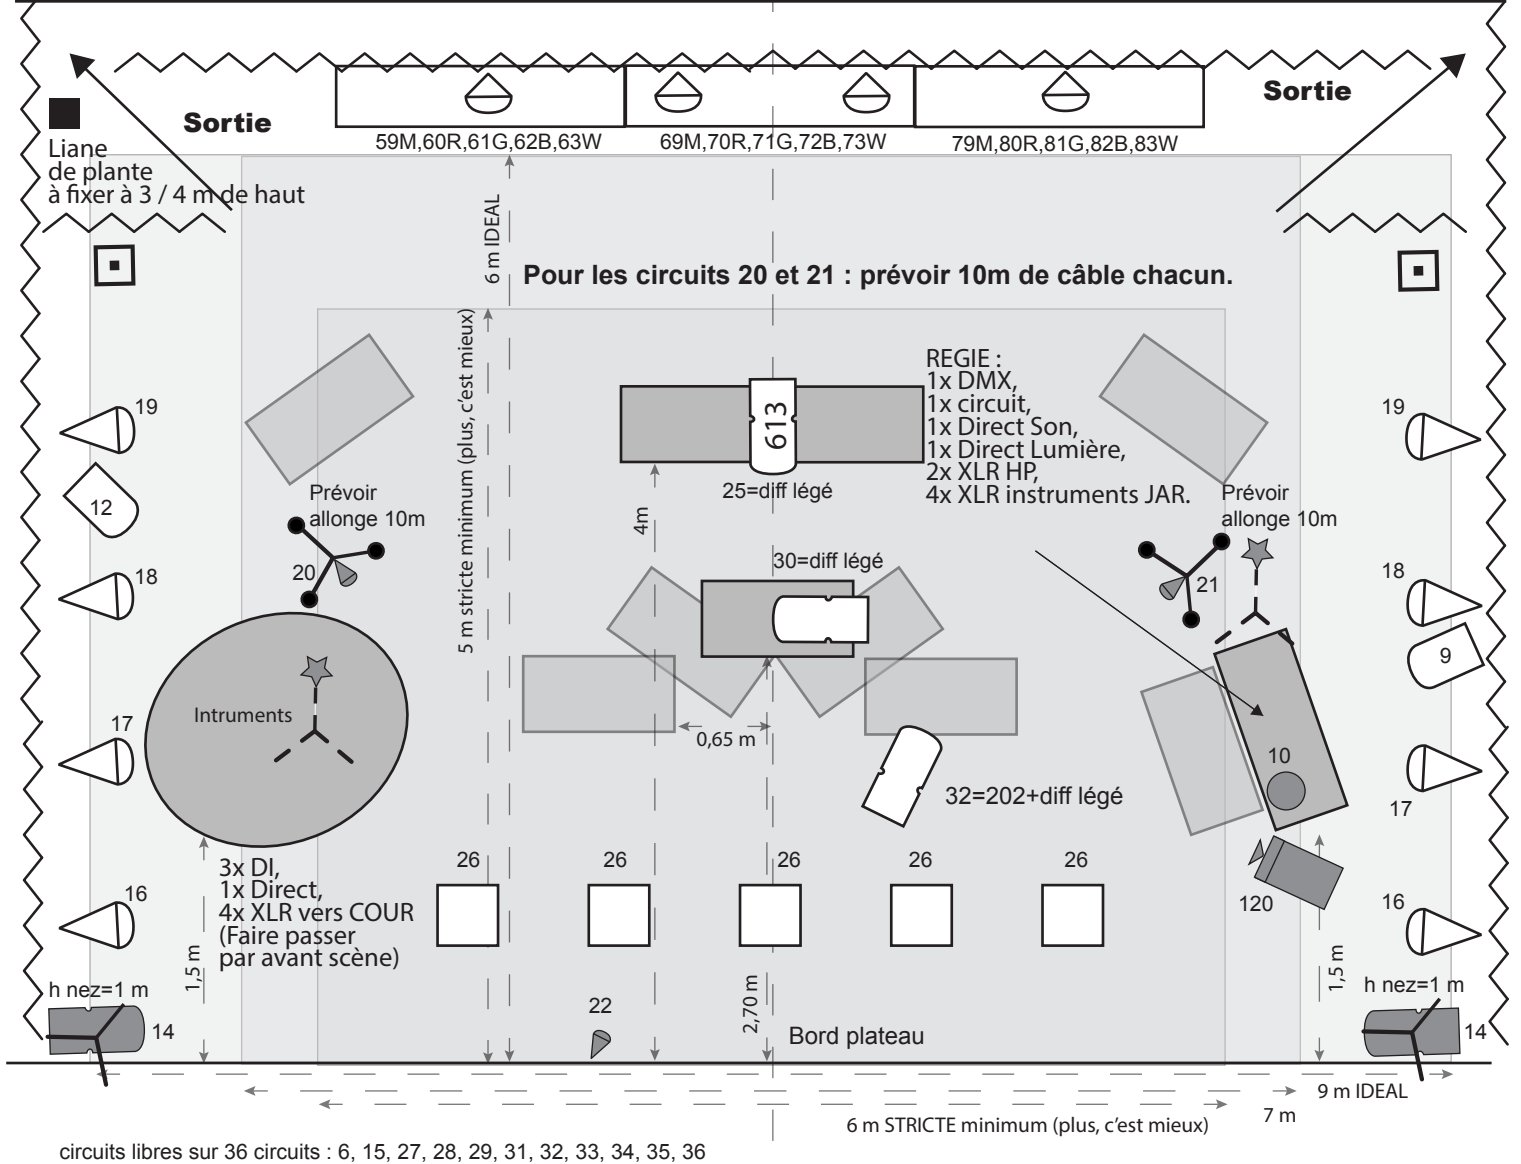 Sortie
Sortie
59M,60R,61G,62B,63W
69M,70R,71G,72B,73W
79M,80R,81G,82B,83W
Liane
de plante
à fixer à 3 / 4 m de haut
6 m IDEAL
Pour les circuits 20 et 21 : prévoir 10m de câble chacun.
5 m stricte minimum (plus, c'est mieux)
613
25=diff légé
4m
REGIE :
1x DMX,
1x circuit,
1x Direct Son,
1x Direct Lumière,
2x XLR HP,
4x XLR instruments JAR.
19
19
12
Prévoir
allonge 10m
Prévoir
allonge 10m
18
20
30=diff légé
21
18
9
Intruments
17
0,65 m
10
17
32=202+diff légé
26
26
26
26
26
3x DI,
1x Direct,
4x XLR vers COUR
(Faire passer
par avant scène)
16
120
16
1,5 m
1,5 m
h nez=1 m
h nez=1 m
14
22
2,70 m
Bord plateau
14
9 m IDEAL
7 m
6 m STRICTE minimum (plus, c'est mieux)
circuits libres sur 36 circuits : 6, 15, 27, 28, 29, 31, 32, 33, 34, 35, 36